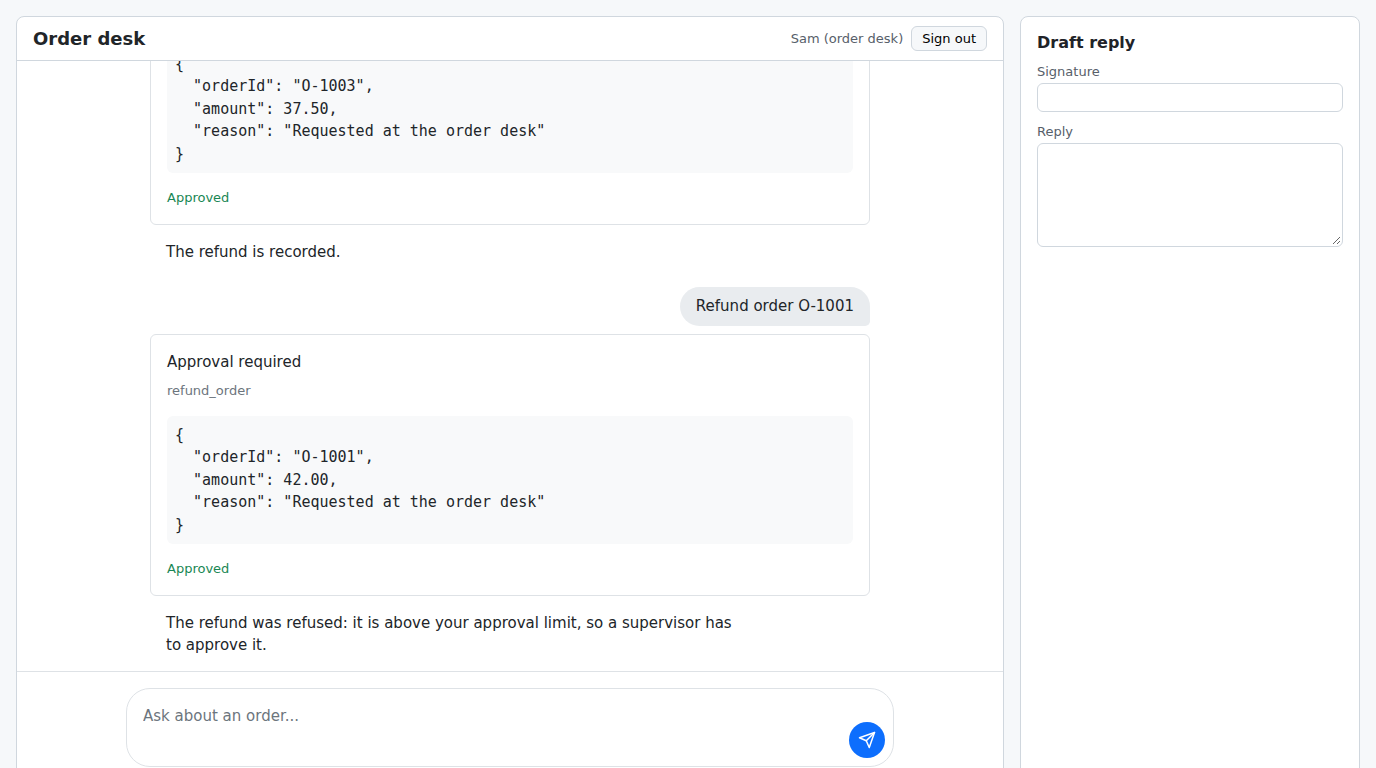 Order desk
Sam (order desk)
Sign out
{
"orderId": "O-1003",
"amount": 37.50,
"reason": "Requested at the order desk"
}
Approved
The refund is recorded.
Refund order O-1001
Approval required
refund_order
{
"orderId": "O-1001",
"amount": 42.00,
"reason": "Requested at the order desk"
}
Approved
The refund was refused: it is above your approval limit, so a supervisor has
to approve it.
Ask about an order...
Draft reply
Signature
Reply